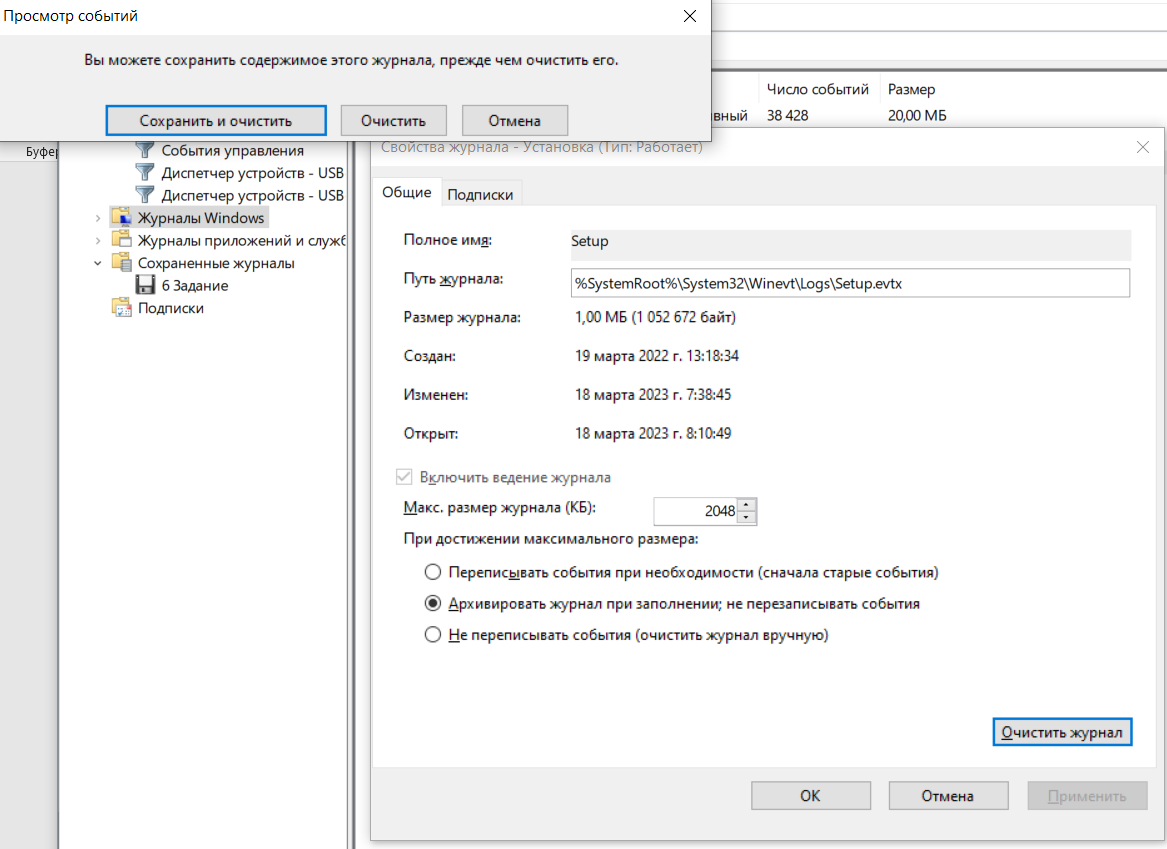 Просмотр событий
Вы можете сохранить содержимое этого журнала, прежде чем очистить его.
Сохранить и очистить
Очистить
Отмена
Число событий
Размер
38 428
20,00 МБ
События управления
Диспетчер устройств - USB
Диспетчер устройств - USB
Журналы Windows
Журналы приложений и служб
Сохраненные журналы
6 Задание
Подписки
Свойства журнала - Установка (Тип: Работает)
Общие
Подписки
Полное имя:
Setup
Путь журнала:
%SystemRoot%\System32\Winevt\Logs\Setup.evtx
Размер журнала:
1,00 МБ (1 052 672 байт)
Создан:
19 марта 2022 г. 13:18:34
Изменен:
18 марта 2023 г. 7:38:45
Открыт:
18 марта 2023 г. 8:10:49
Включить ведение журнала
Макс. размер журнала (КБ):
2048
При достижении максимального размера:
Переписывать события при необходимости (сначала старые события)
Архивировать журнал при заполнении; не перезаписывать события
Не переписывать события (очистить журнал вручную)
Очистить журнал
OK
Отмена
Применить